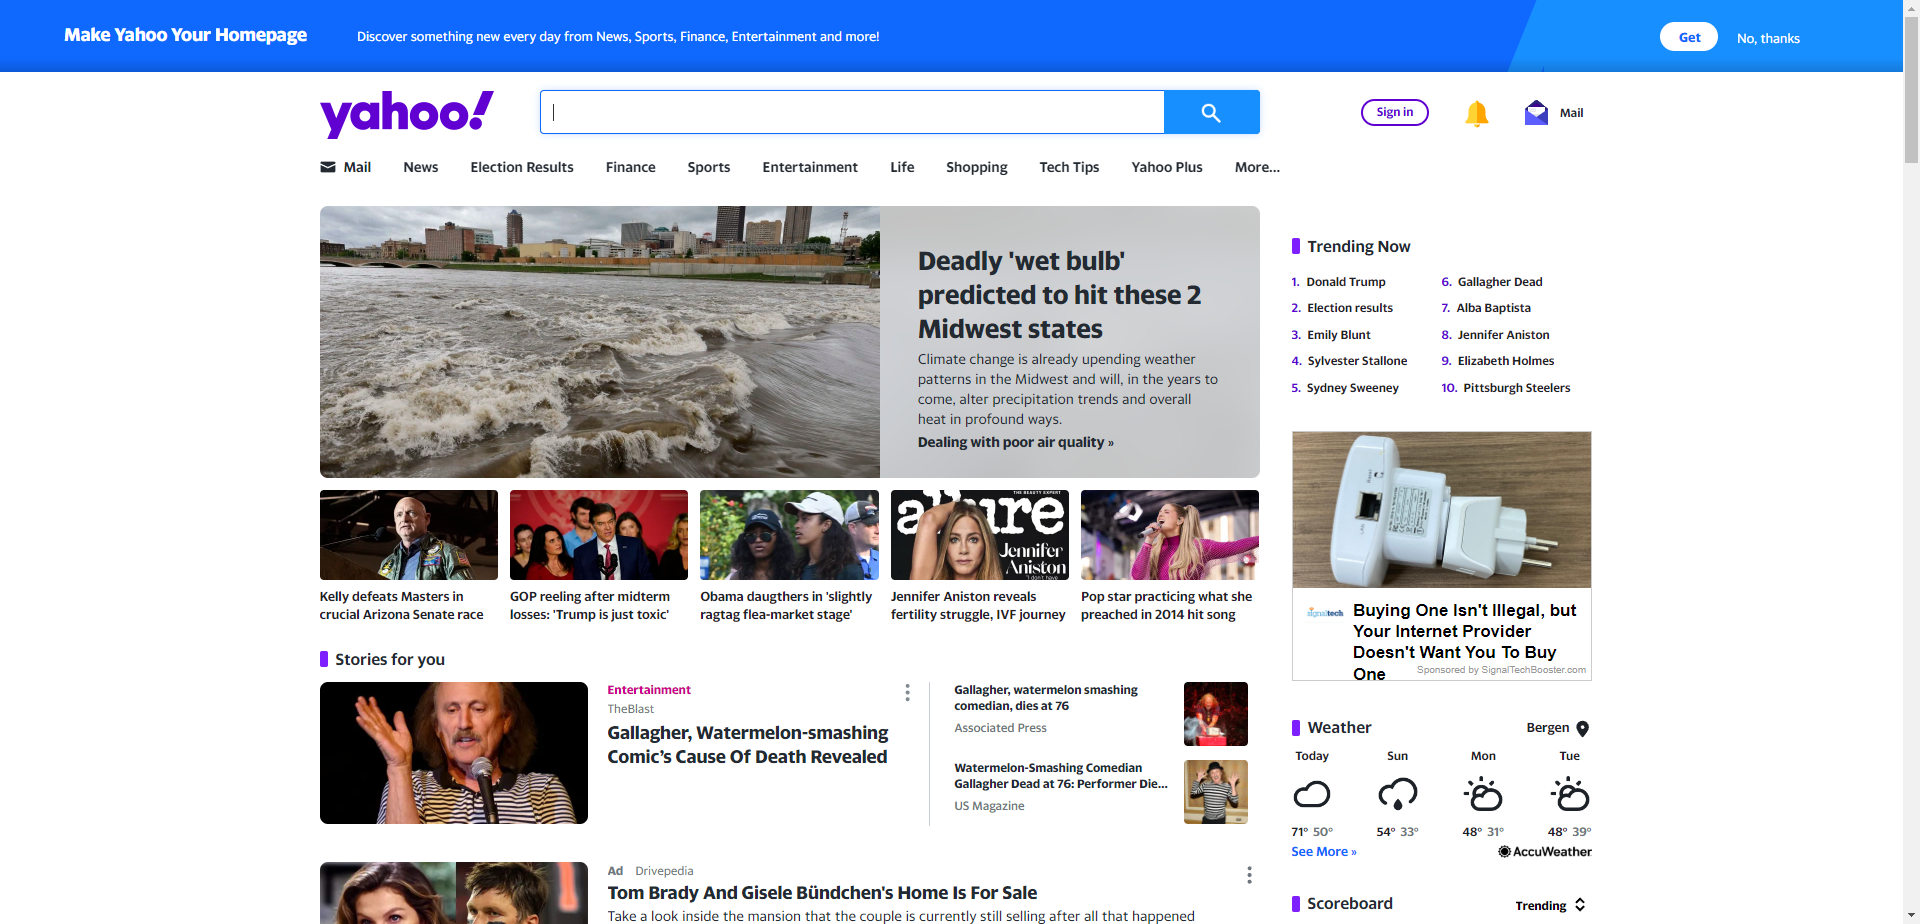 Make Yahoo Your Homepage
Discover something new every day from News, Sports, Finance, Entertainment and more!
Get
No, thanks
yahoo!
Sign in
Mail
Mail
News
Election Results
Finance
Sports
Entertainment
Life
Shopping
Tech Tips
Yahoo Plus
More...
Deadly 'wet bulb'
predicted to hit these 2
Midwest states
Climate change is already upending weather
patterns in the Midwest and will, in the years to
come, alter precipitation trends and overall
heat in profound ways.
Dealing with poor air quality »
THE BEAUTY EXPERT
allure
Jennifer
Aniston
"I don't have
Kelly defeats Masters in
crucial Arizona Senate race
GOP reeling after midterm
losses: 'Trump is just toxic'
Obama daugthers in 'slightly
ragtag flea-market stage'
Jennifer Aniston reveals
fertility struggle, IVF journey
Pop star practicing what she
preached in 2014 hit song
Stories for you
Entertainment
TheBlast
Gallagher, Watermelon-smashing
Comic's Cause Of Death Revealed
Gallagher, watermelon smashing
comedian, dies at 76
Associated Press
Watermelon-Smashing Comedian
Gallagher Dead at 76: Performer Die...
US Magazine
Ad Drivepedia
Tom Brady And Gisele Bündchen's Home Is For Sale
Take a look inside the mansion that the couple is currently still selling after all that happened
Trending Now
1. Donald Trump
2. Election results
3. Emily Blunt
4. Sylvester Stallone
5. Sydney Sweeney
6. Gallagher Dead
7. Alba Baptista
8. Jennifer Aniston
9. Elizabeth Holmes
10. Pittsburgh Steelers
signaltech
Buying One Isn't Illegal, but
Your Internet Provider
Doesn't Want You To Buy
One
Sponsored by SignalTechBooster.com
Weather
Bergen
Today Sun Mon Tue
71° 50° 54° 33° 48° 31° 48° 39°
See More »
AccuWeather
Scoreboard
Trending